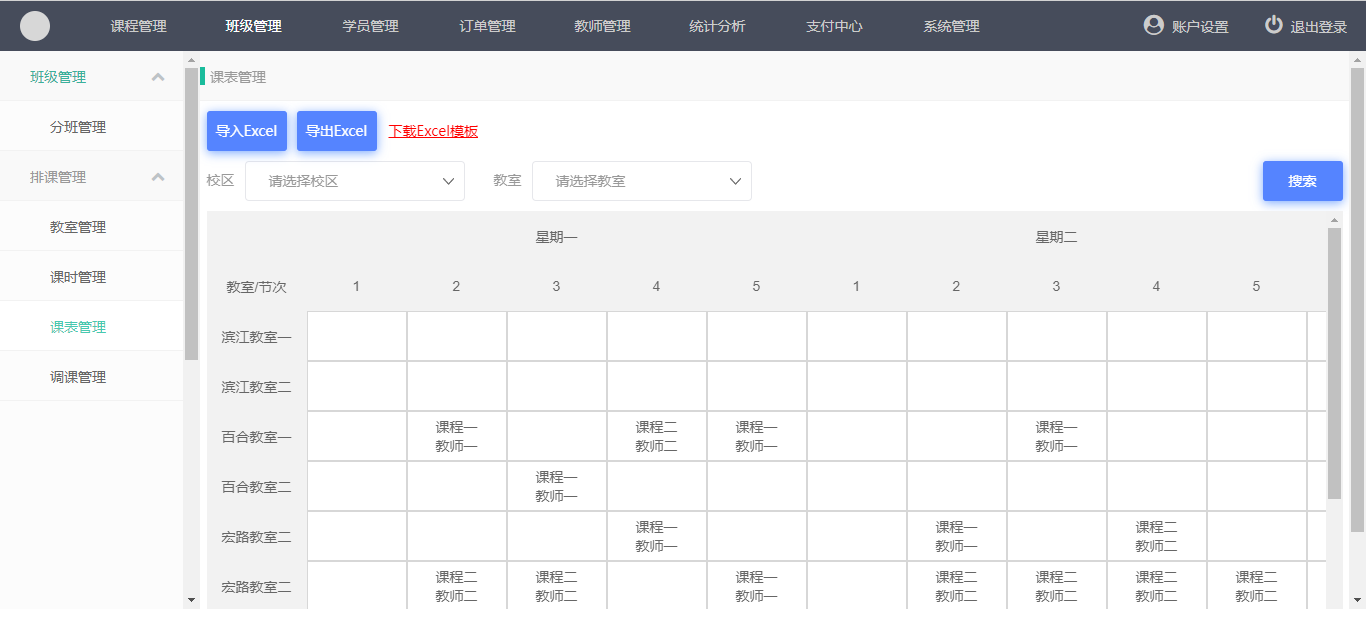 课程管理 班级管理 学员管理 订单管理 教师管理 统计分析 支付中心 系统管理 账户设置 退出登录
班级管理
分班管理
排课管理
教室管理
课时管理
课表管理
调课管理
课表管理
导入Excel 导出Excel 下载Excel模板
校区 请选择校区 教室 请选择教室 搜索
星期一 星期二
教室/节次 1 2 3 4 5 1 2 3 4 5
滨江教室一
滨江教室二
百合教室一 课程一 课程二 课程一 课程一
教师一 教师二 教师一 教师一
百合教室二 课程一
教师一
宏路教室二 课程一 课程一 课程二
教师一 教师一 教师二
宏路教室二 课程二 课程二 课程一 课程二 课程二 课程二 课程二
教师二 教师二 教师一 教师二 教师二 教师二 教师二